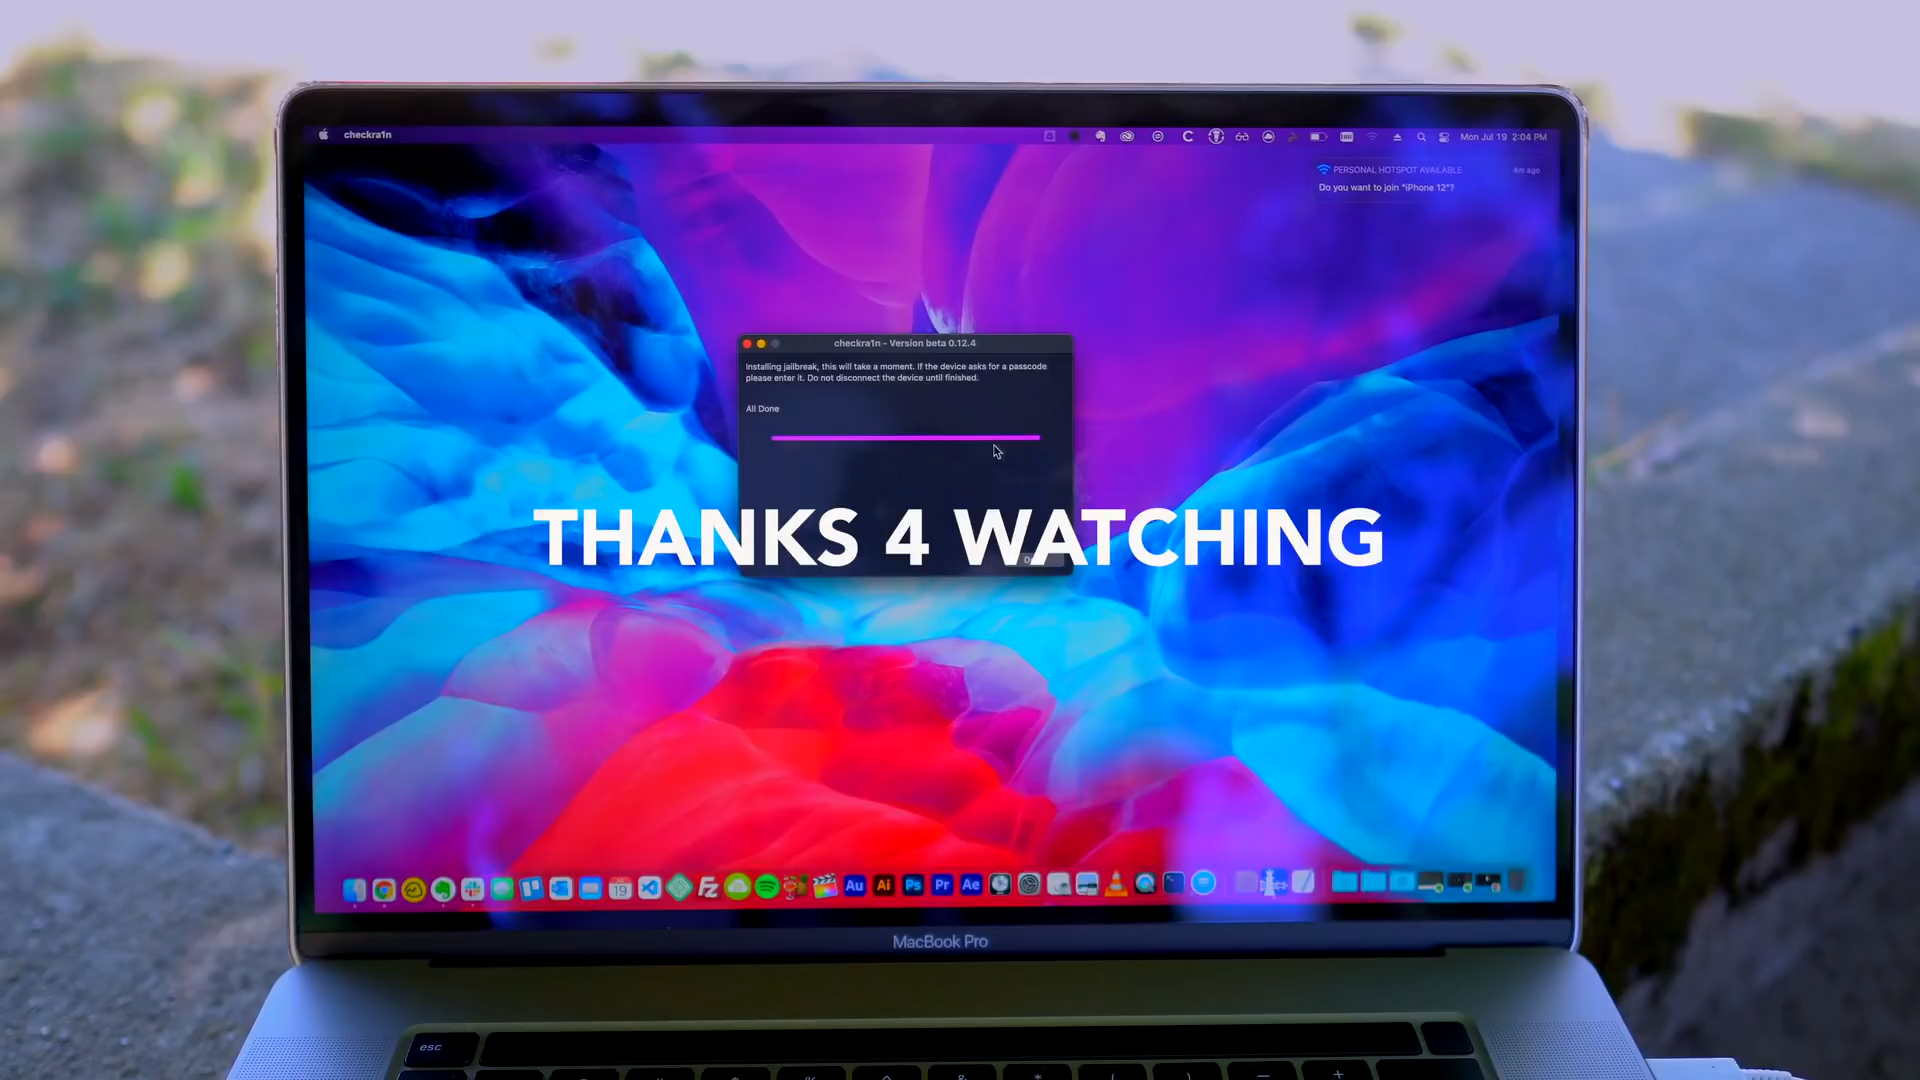 checkra1n
Mon Jul 19 2:04 PM
PERSONAL HOTSPOT AVAILABLE
4m ago
Do you want to join "iPhone 12"?
checkra1n - Version beta 0.12.4
Installing jailbreak, this will take a moment. If the device asks for a passcode
please enter it. Do not disconnect the device until finished.
All Done
THANKS 4 WATCHING
19
Au
Ai
Ps
Pr
Ae
MacBook Pro
esc